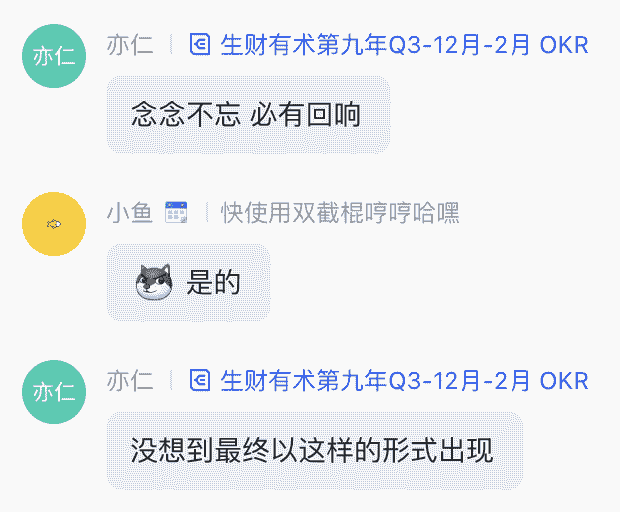 亦仁
亦仁 | 生财有术第九年Q3-12月-2月 OKR
念念不忘 必有回响
小鱼 | 快使用双截棍哼哼哈嘿
是的
亦仁
亦仁 | 生财有术第九年Q3-12月-2月 OKR
没想到最终以这样的形式出现